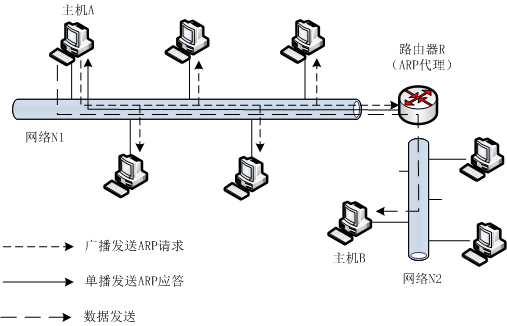 主机A
路由器R
（ARP代理）
网络N1
主机B
网络N2
广播发送ARP请求
单播发送ARP应答
数据发送